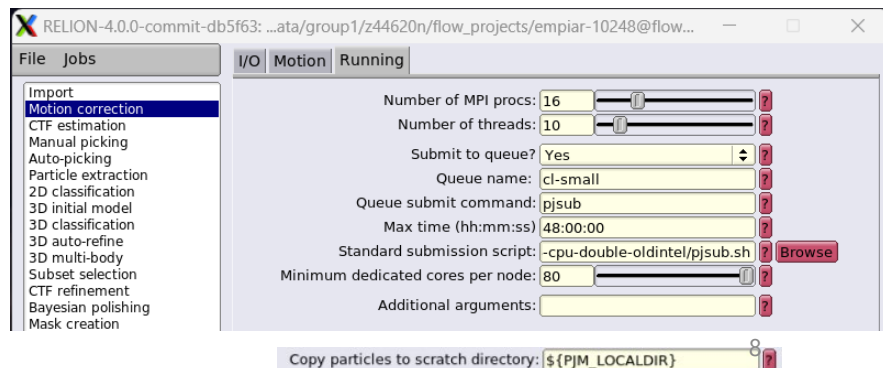 RELION-4.0.0-commit-db5f63: ...ata/group1/z44620n/flow_projects/empiar-10248@flow...
File Jobs
I/O Motion Running
Import
Motion correction
CTF estimation
Manual picking
Auto-picking
Particle extraction
2D classification
3D initial model
3D classification
3D auto-refine
3D multi-body
Subset selection
CTF refinement
Bayesian polishing
Mask creation
Number of MPI procs: 16 ?
Number of threads: 10 ?
Submit to queue? Yes ?
Queue name: cl-small ?
Queue submit command: pjsub ?
Max time (hh:mm:ss) 48:00:00 ?
Standard submission script: -cpu-double-oldintel/pjsub.sh ? Browse
Minimum dedicated cores per node: 80 ?
Additional arguments: ?
8
Copy particles to scratch directory: ${PJM_LOCALDIR} ?